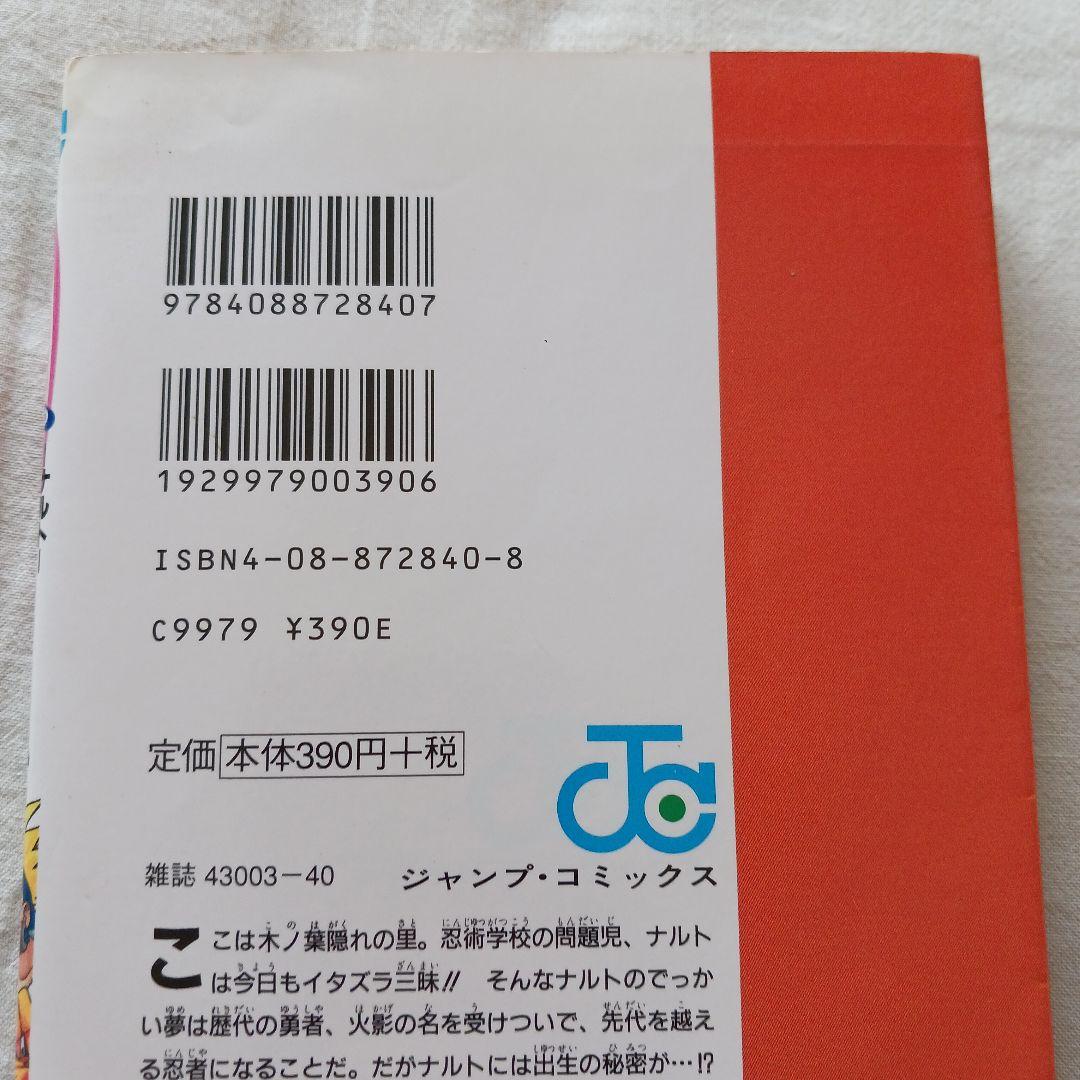 9784088728407
1929979003906
ISBN4-08-872840-8
C9979 ¥390E
定価 本体390円+税
JC
雑誌 43003-40
ジャンプ・コミックス
ここは木ノ葉隠れの里。忍術学校の問題児、ナルト
は今日もイタズラ三昧!! そんなナルトのでっか
い夢は歴代の勇者、火影の名を受けついで、先代を越え
る忍者になることだ。だがナルトには出生の秘密が…!?